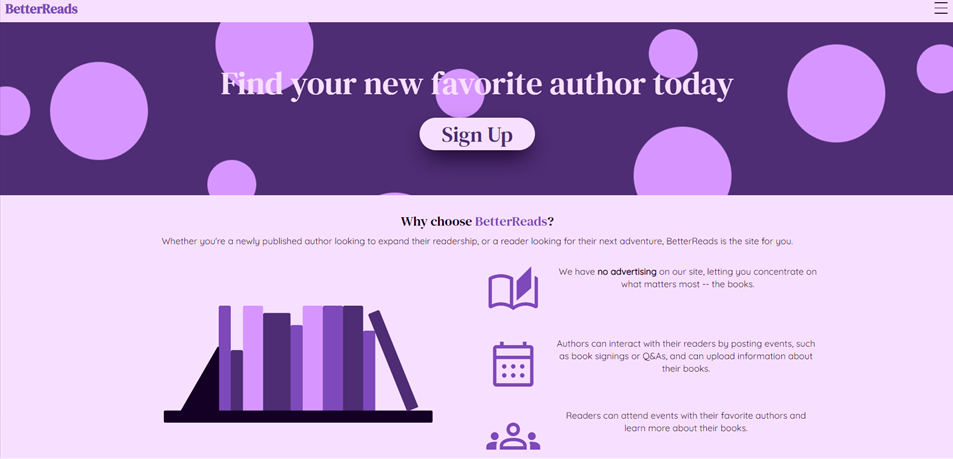 BetterReads
Find your new favorite author today
Sign Up
Why choose BetterReads?
Whether you're a newly published author looking to expand their readership, or a reader looking for their next adventure, BetterReads is the site for you.
We have no advertising on our site, letting you concentrate on
what matters most -- the books.
Authors can interact with their readers by posting events, such
as book signings or Q&As, and can upload information about
their books.
Readers can attend events with their favorite authors and
learn more about their books.